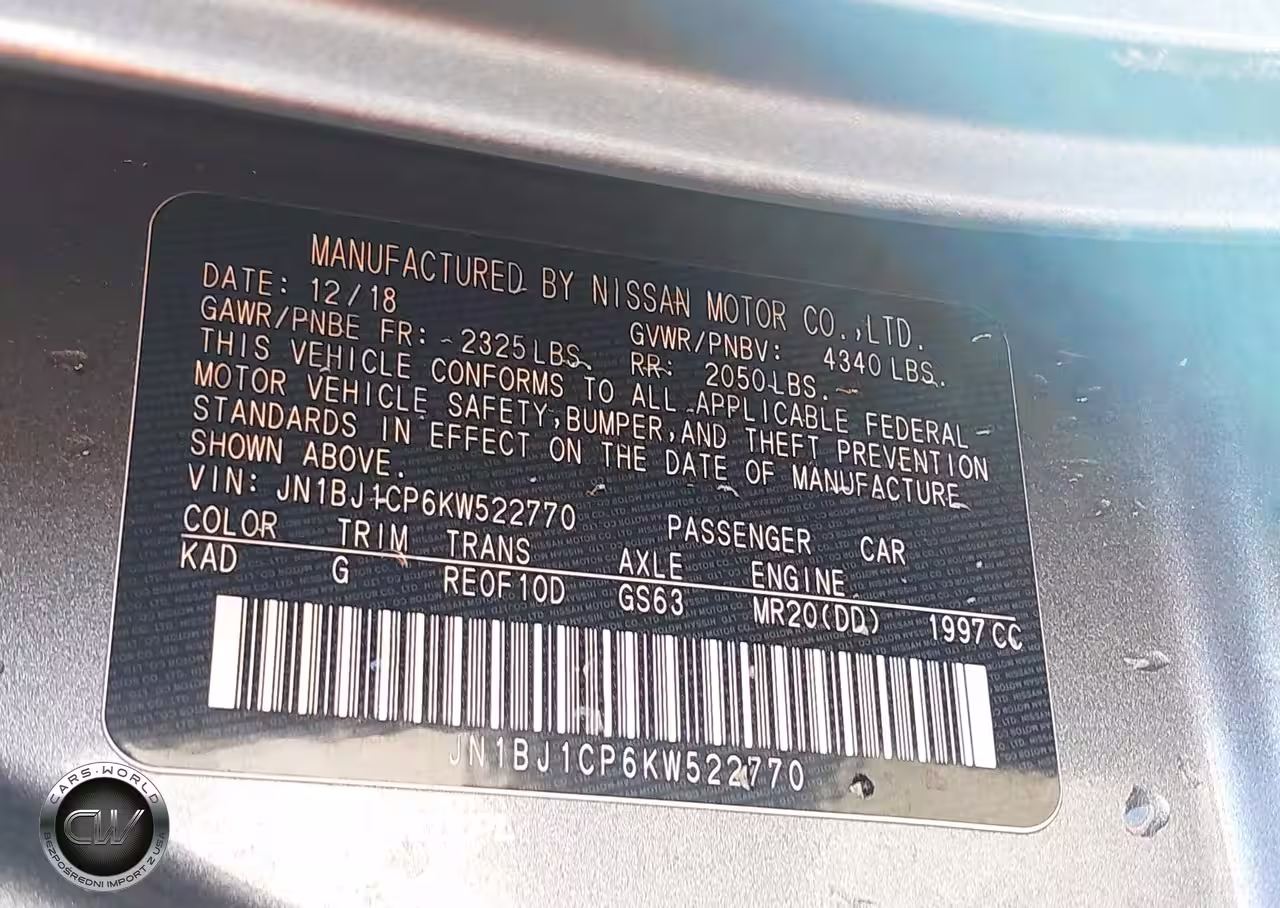 MANUFACTURED BY NISSAN MOTOR CO.,LTD.
DATE: 12/18 GVWR/PNBV: 4340 LBS.
GAWR/PNBE FR: 2325 LBS RR: 2050 LBS.
THIS VEHICLE CONFORMS TO ALL APPLICABLE FEDERAL
MOTOR VEHICLE SAFETY,BUMPER,AND THEFT PREVENTION
STANDARDS IN EFFECT ON THE DATE OF MANUFACTURE
SHOWN ABOVE.
VIN: JN1BJ1CP6KW522770 PASSENGER CAR
COLOR TRIM TRANS AXLE ENGINE
KAD G RE0F10D GS63 MR20(DD) 1997 CC
JN1BJ1CP6KW522770
CARS-WORLD
CW
BEZPOŚREDNI IMPORT Z USA